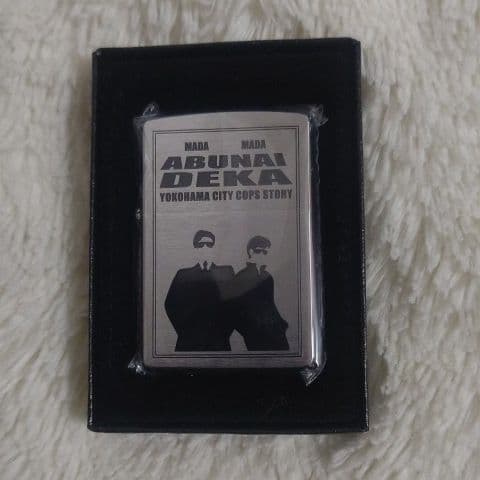 MADA MADA
ABUNAI
DEKA
YOKOHAMA CITY COPS STORY